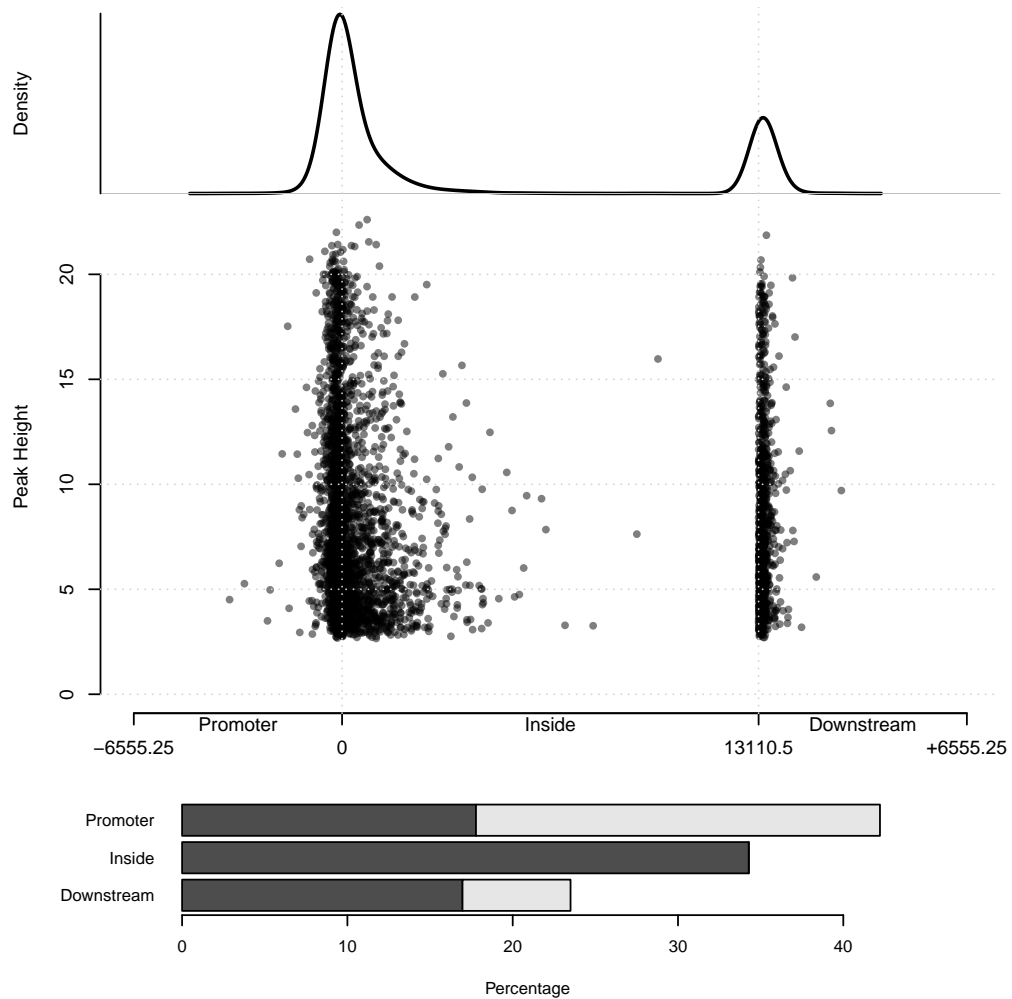 Density
Peak Height
20
15
10
5
0
Promoter Inside Downstream
−6555.25 0 13110.5 +6555.25
Promoter
Inside
Downstream
0 10 20 30 40
Percentage